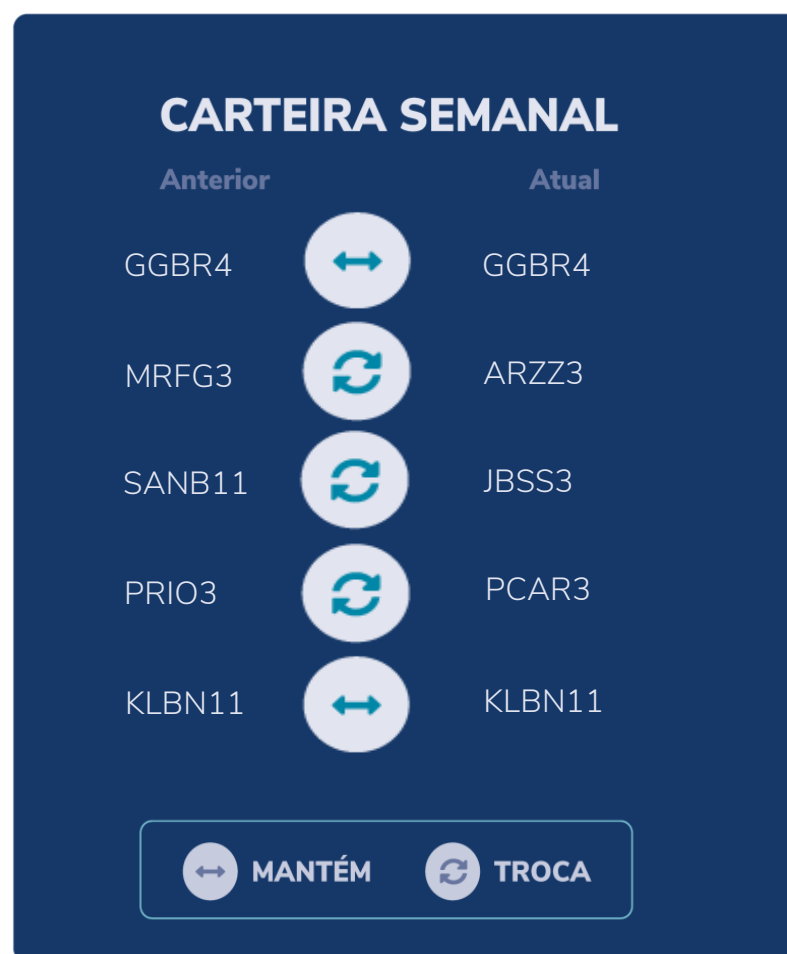 CARTEIRA SEMANAL
Anterior Atual
GGBR4 GGBR4
MRFG3 ARZZ3
SANB11 JBSS3
PRIO3 PCAR3
KLBN11 KLBN11
MANTÉM TROCA